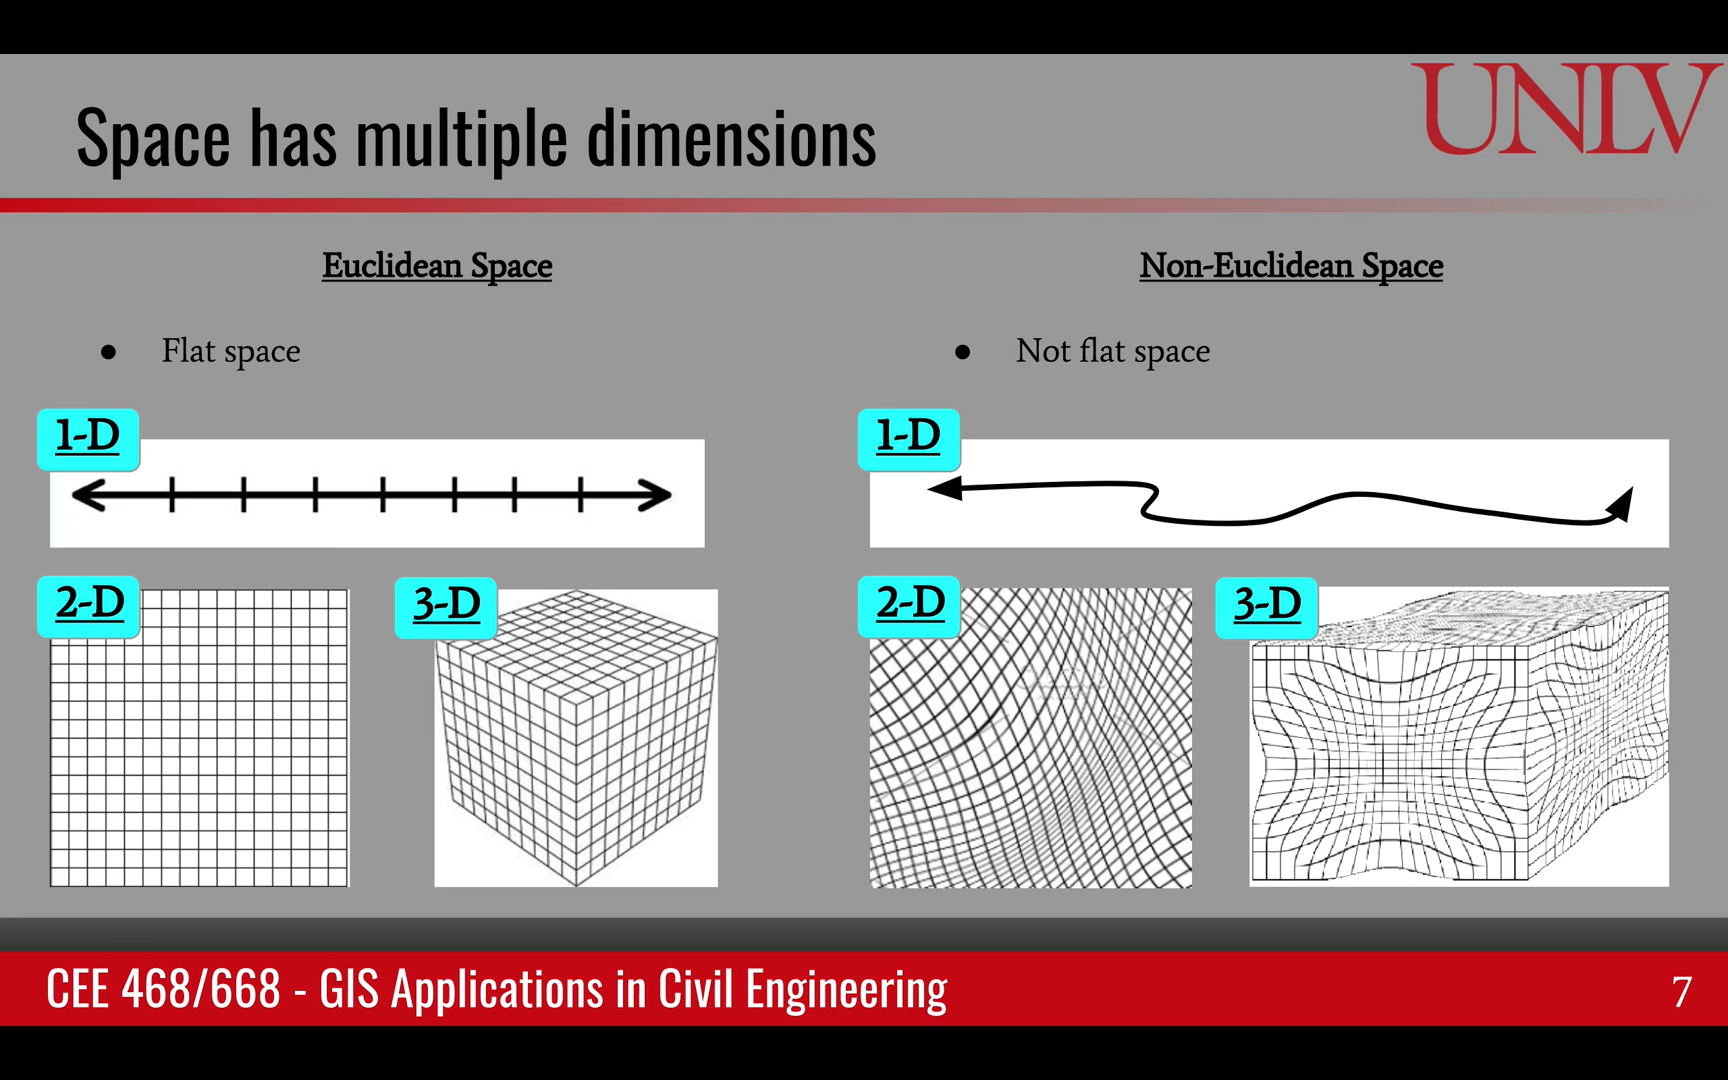 UNLV
Space has multiple dimensions
Euclidean Space
● Flat space
1-D
2-D
3-D
Non-Euclidean Space
● Not flat space
1-D
2-D
3-D
CEE 468/668 - GIS Applications in Civil Engineering
7